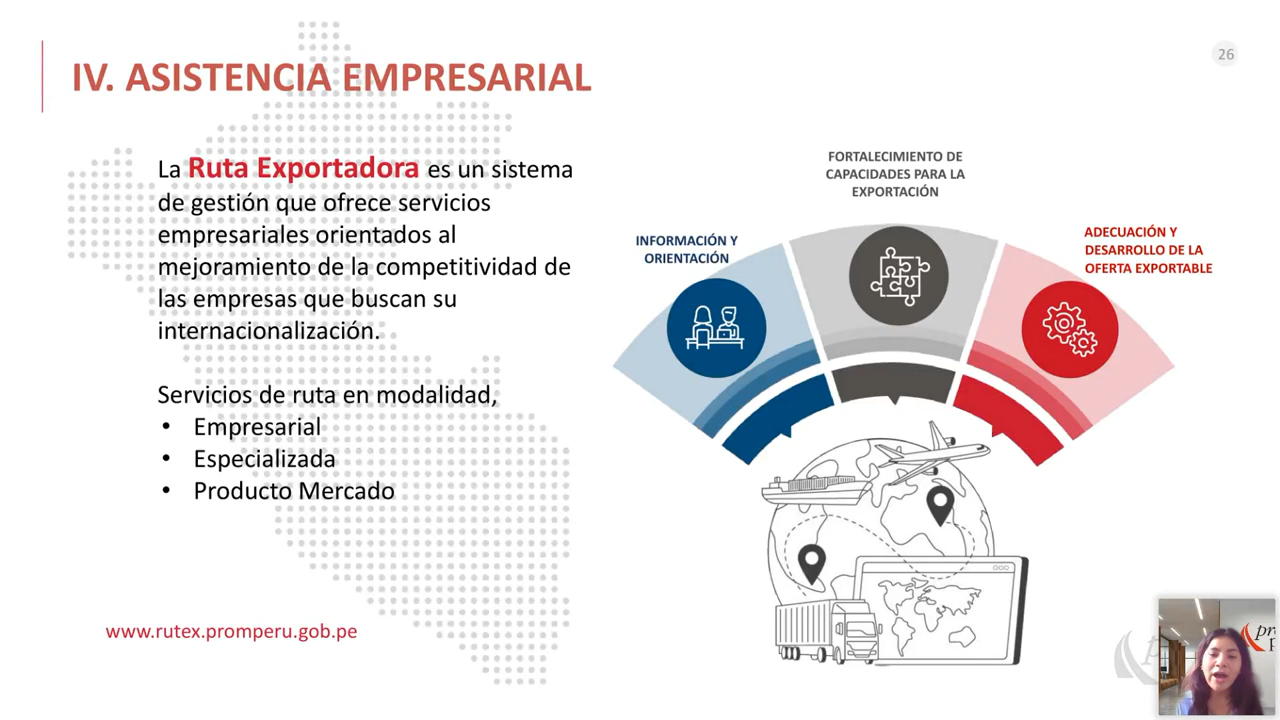 IV. ASISTENCIA EMPRESARIAL
26
La Ruta Exportadora es un sistema
de gestión que ofrece servicios
empresariales orientados al
mejoramiento de la competitividad de
las empresas que buscan su
internacionalización.
Servicios de ruta en modalidad,
• Empresarial
• Especializada
• Producto Mercado
www.rutex.promperu.gob.pe
FORTALECIMIENTO DE
CAPACIDADES PARA LA
EXPORTACIÓN
INFORMACIÓN Y
ORIENTACIÓN
ADECUACIÓN Y
DESARROLLO DE LA
OFERTA EXPORTABLE